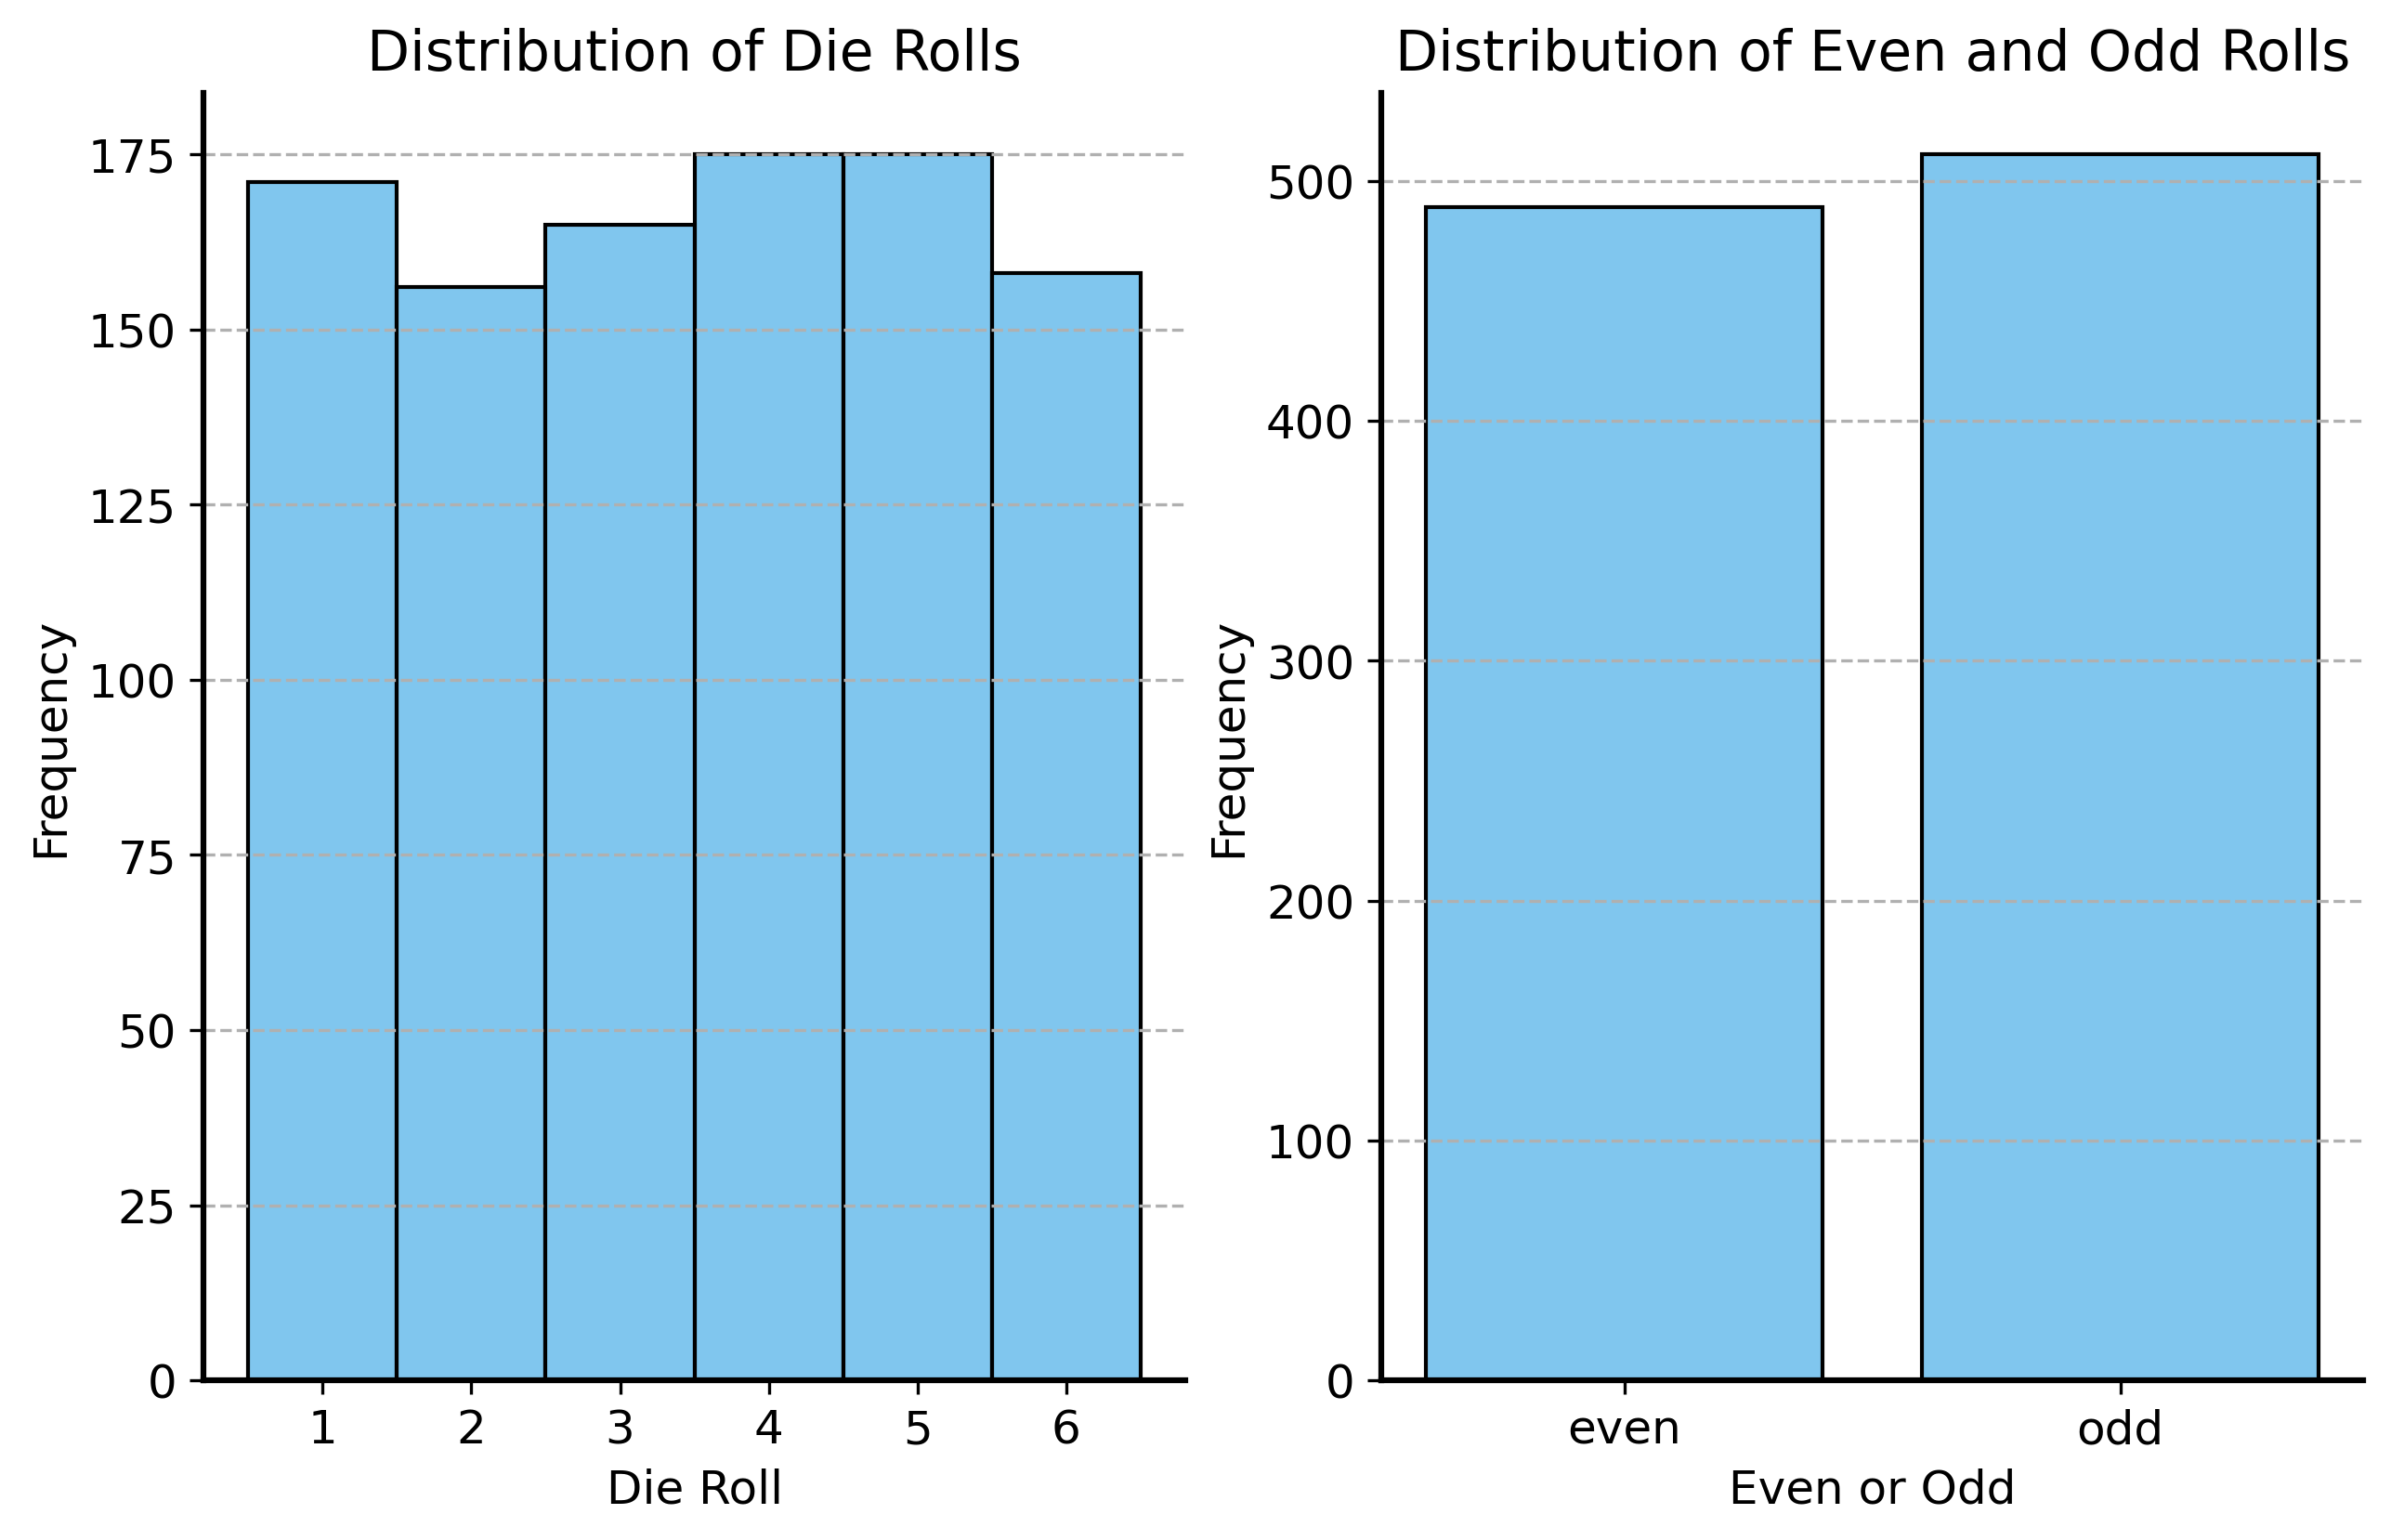 Distribution of Die Rolls
175
150
125
100
75
50
25
0
Frequency
1 2 3 4 5 6
Die Roll
Distribution of Even and Odd Rolls
500
400
300
200
100
0
Frequency
even odd
Even or Odd